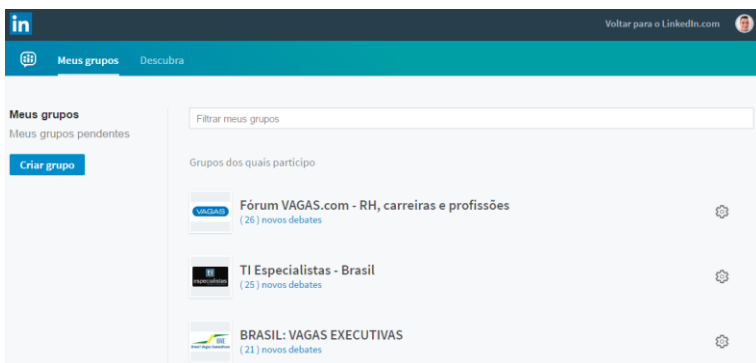 in
Voltar para o LinkedIn.com
Meus grupos Descubra
Meus grupos
Meus grupos pendentes
Criar grupo
Filtrar meus grupos
Grupos dos quais participo
VAGAS
Fórum VAGAS.com - RH, carreiras e profissões
( 26 ) novos debates
TI
especialistas
TI Especialistas - Brasil
( 25 ) novos debates
BRASIL: VAGAS EXECUTIVAS
( 21 ) novos debates